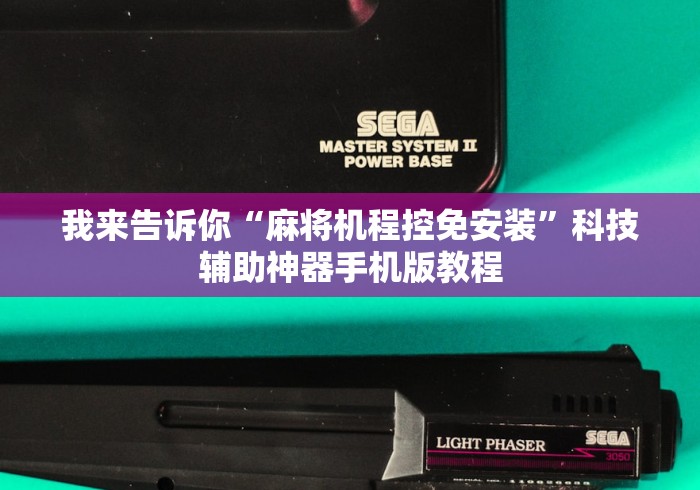 SEGA
MASTER SYSTEM II
POWER BASE
我来告诉你“麻将机程控免安装”科技
辅助神器手机版教程
LIGHT PHASER
SEGA
3050